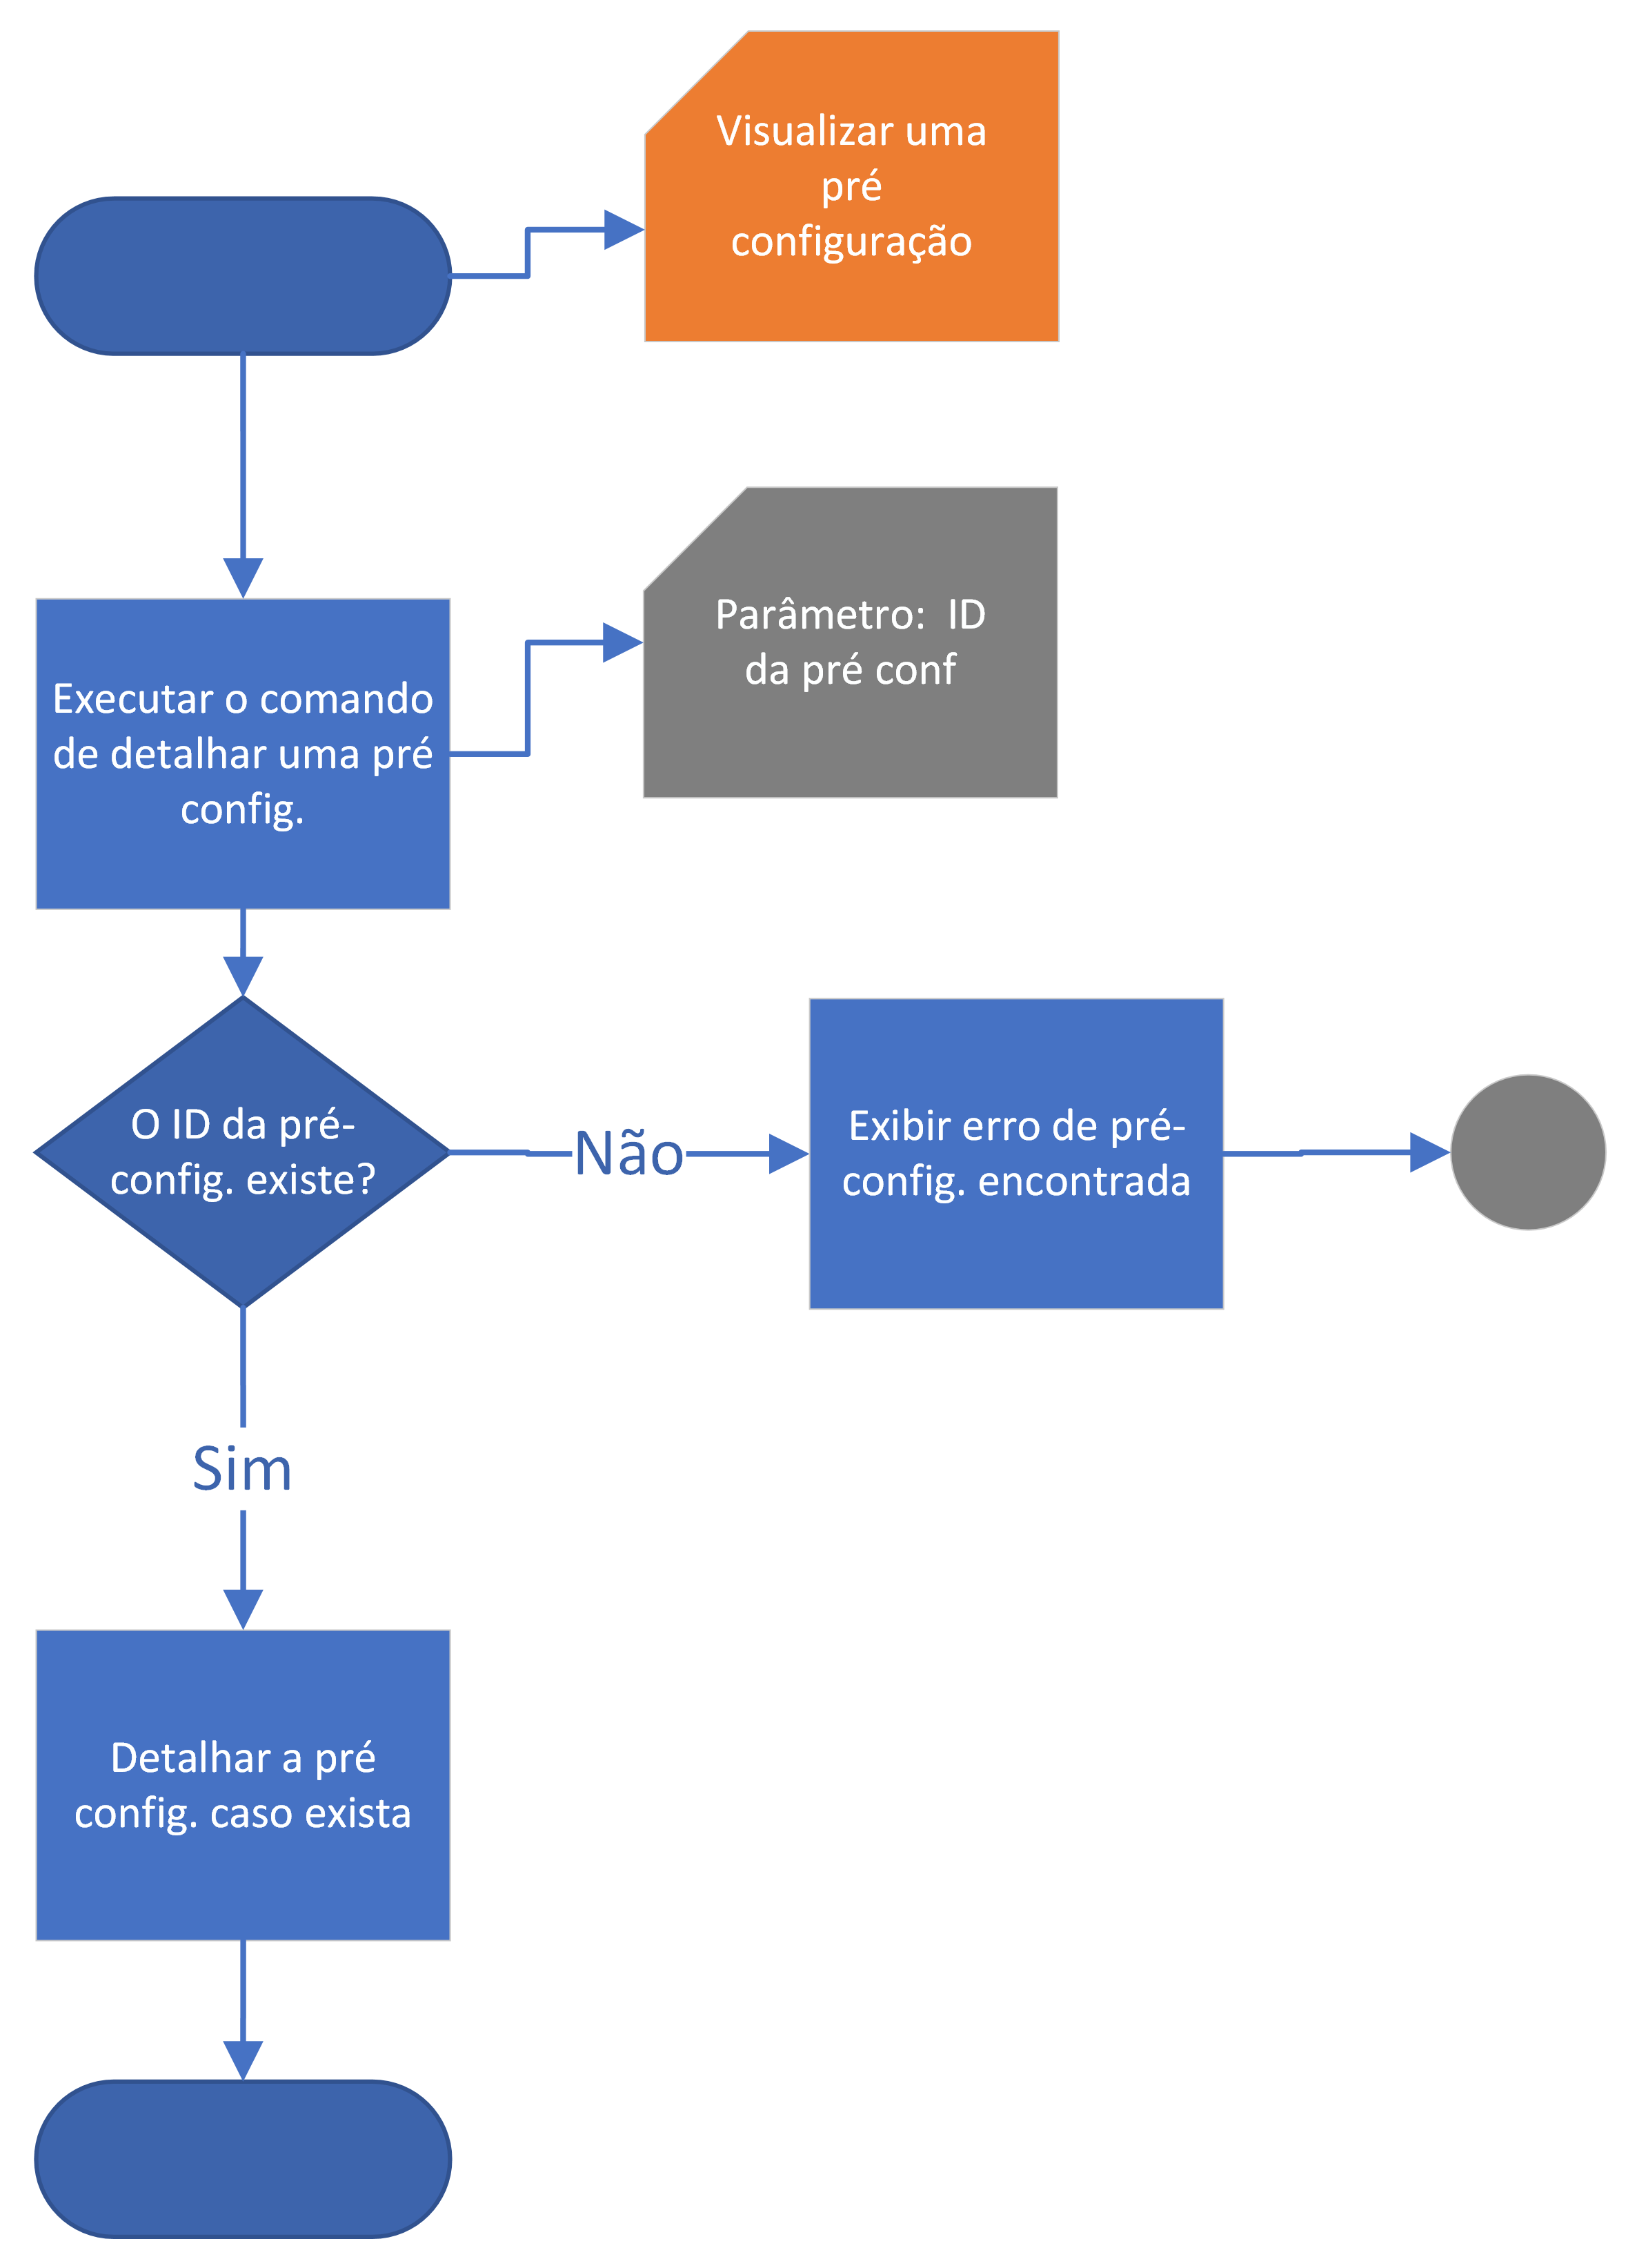 Visualizar uma
pré
configuração
Parâmetro:  ID
da pré conf
Executar o comando
de detalhar uma pré
config.
O ID da pré-
config. existe?
Não
Exibir erro de pré-
config. encontrada
Sim
Detalhar a pré
config. caso exista